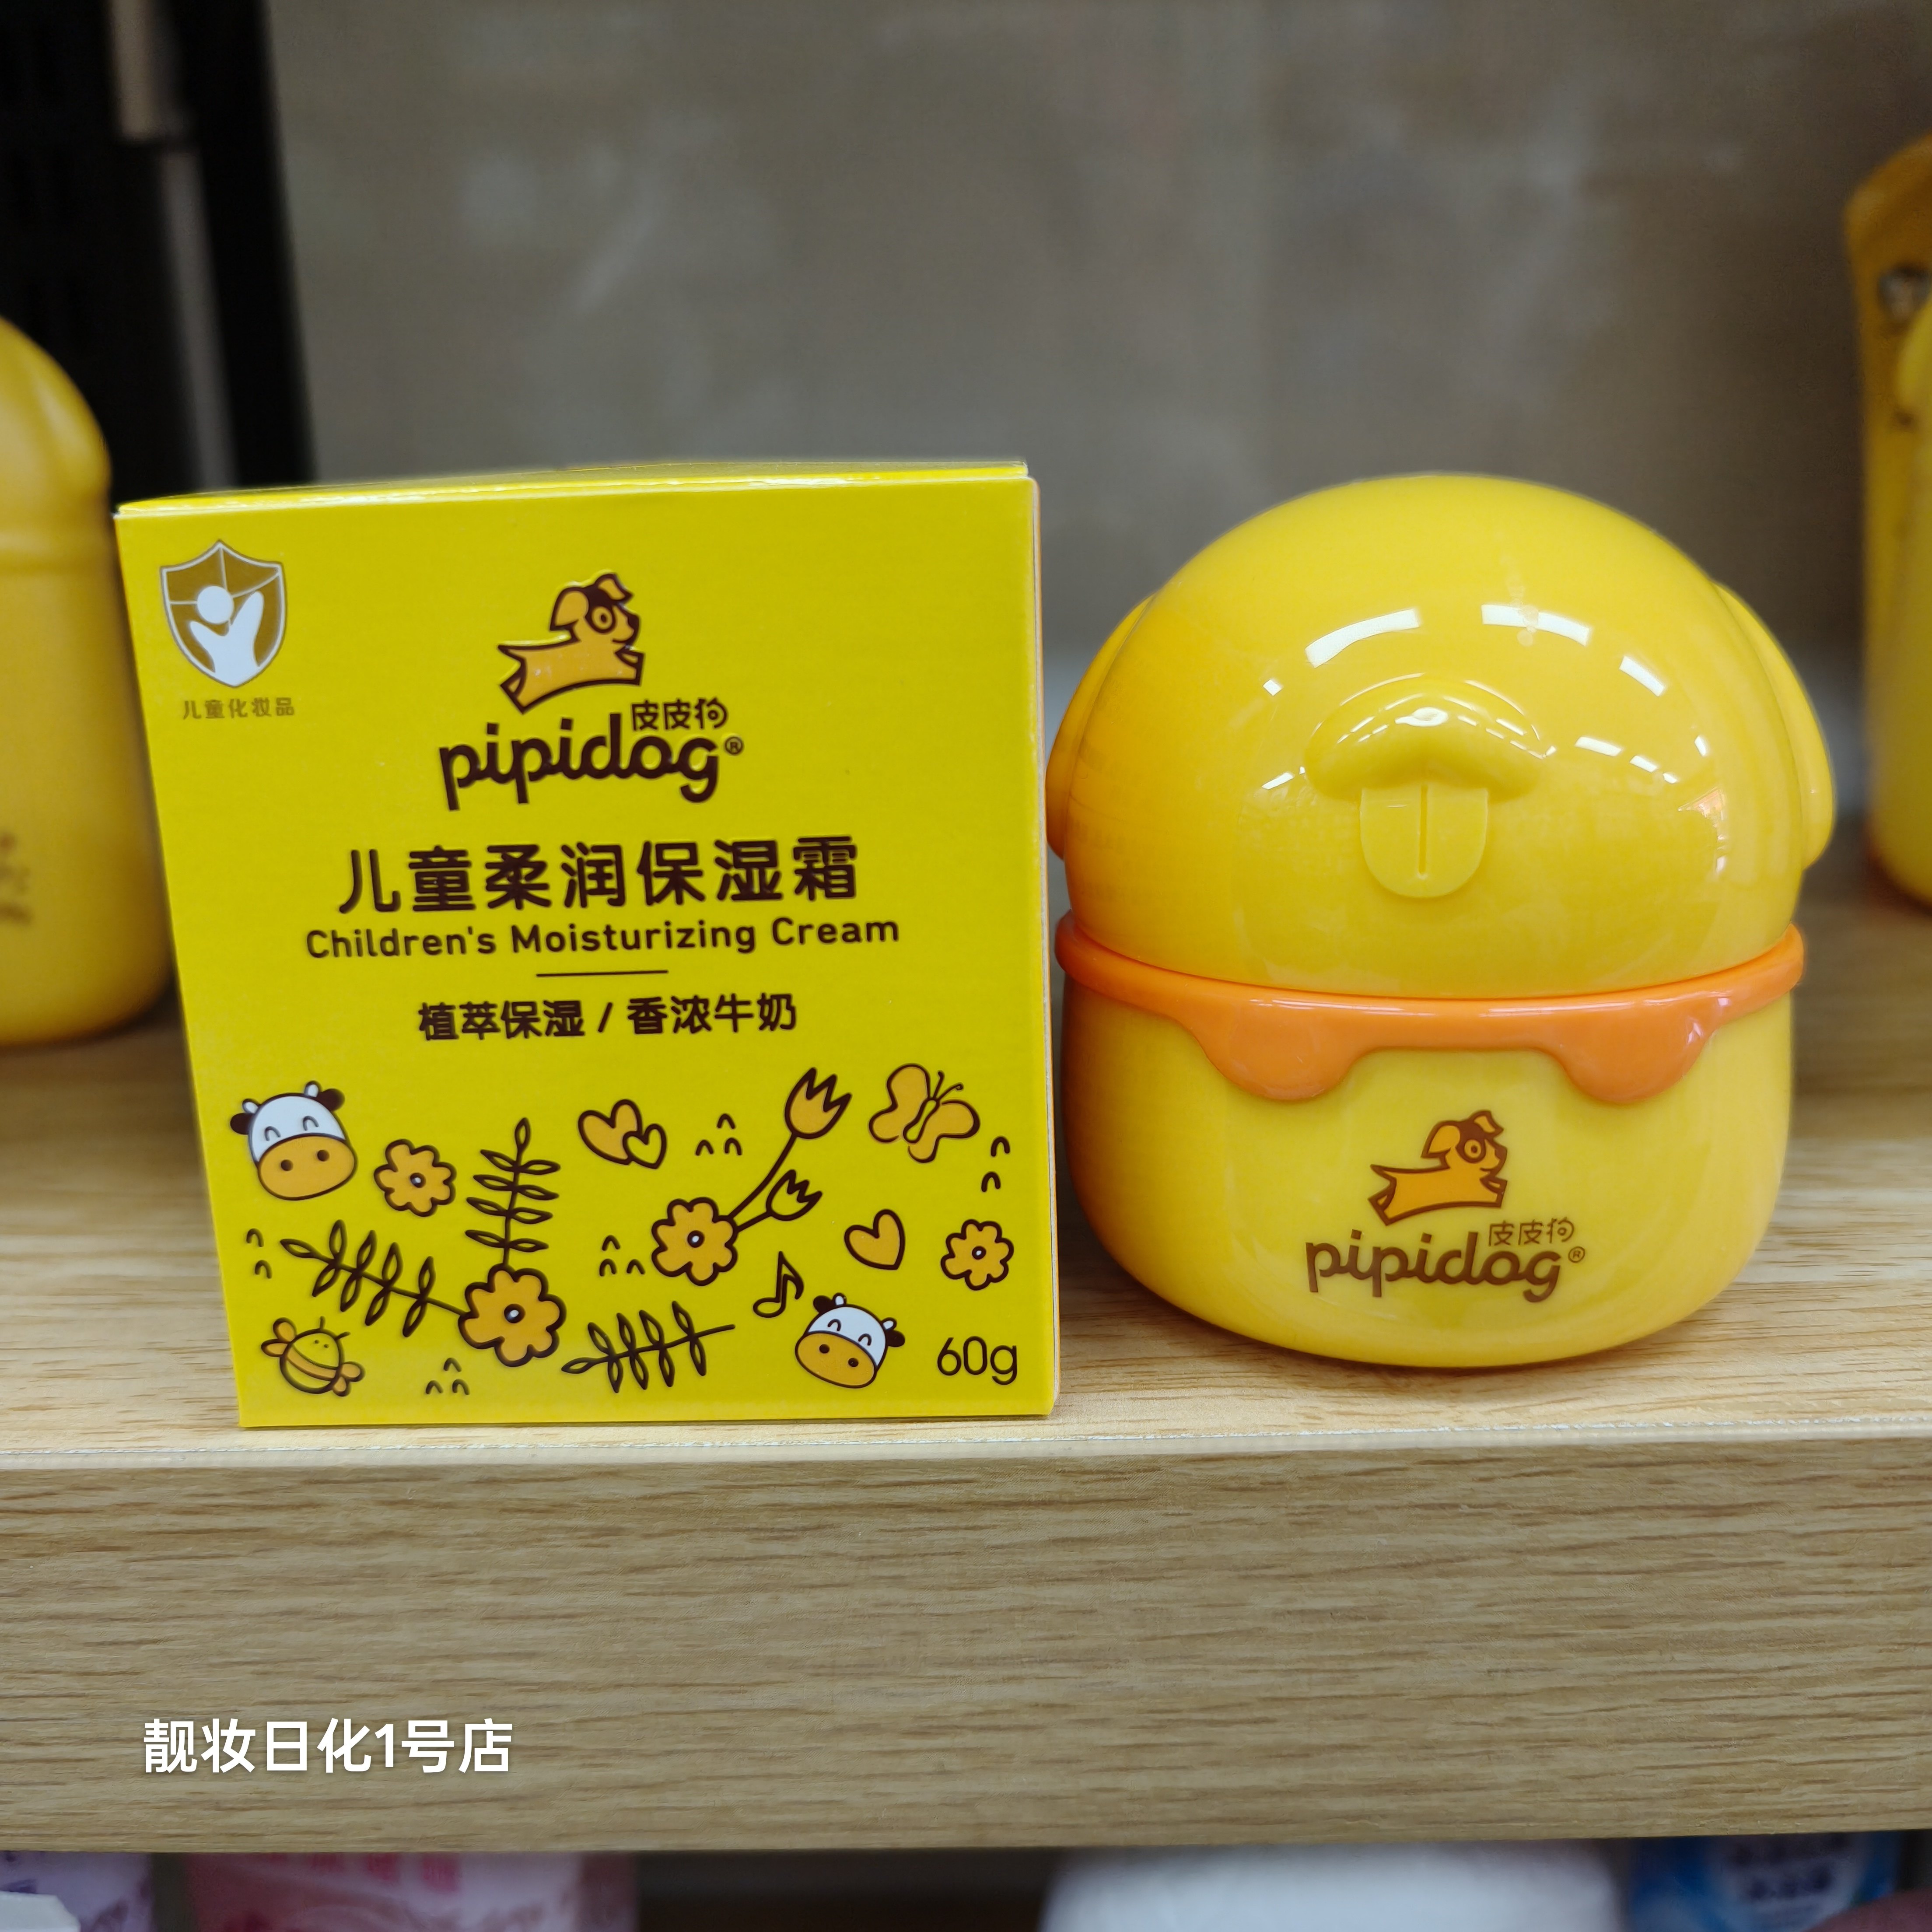 儿童化妆品
皮皮狗
pipidog®
儿童柔润保湿霜
Children's Moisturizing Cream
植萃保湿 / 香浓牛奶
60g
皮皮狗
pipidog®
靓妆日化1号店